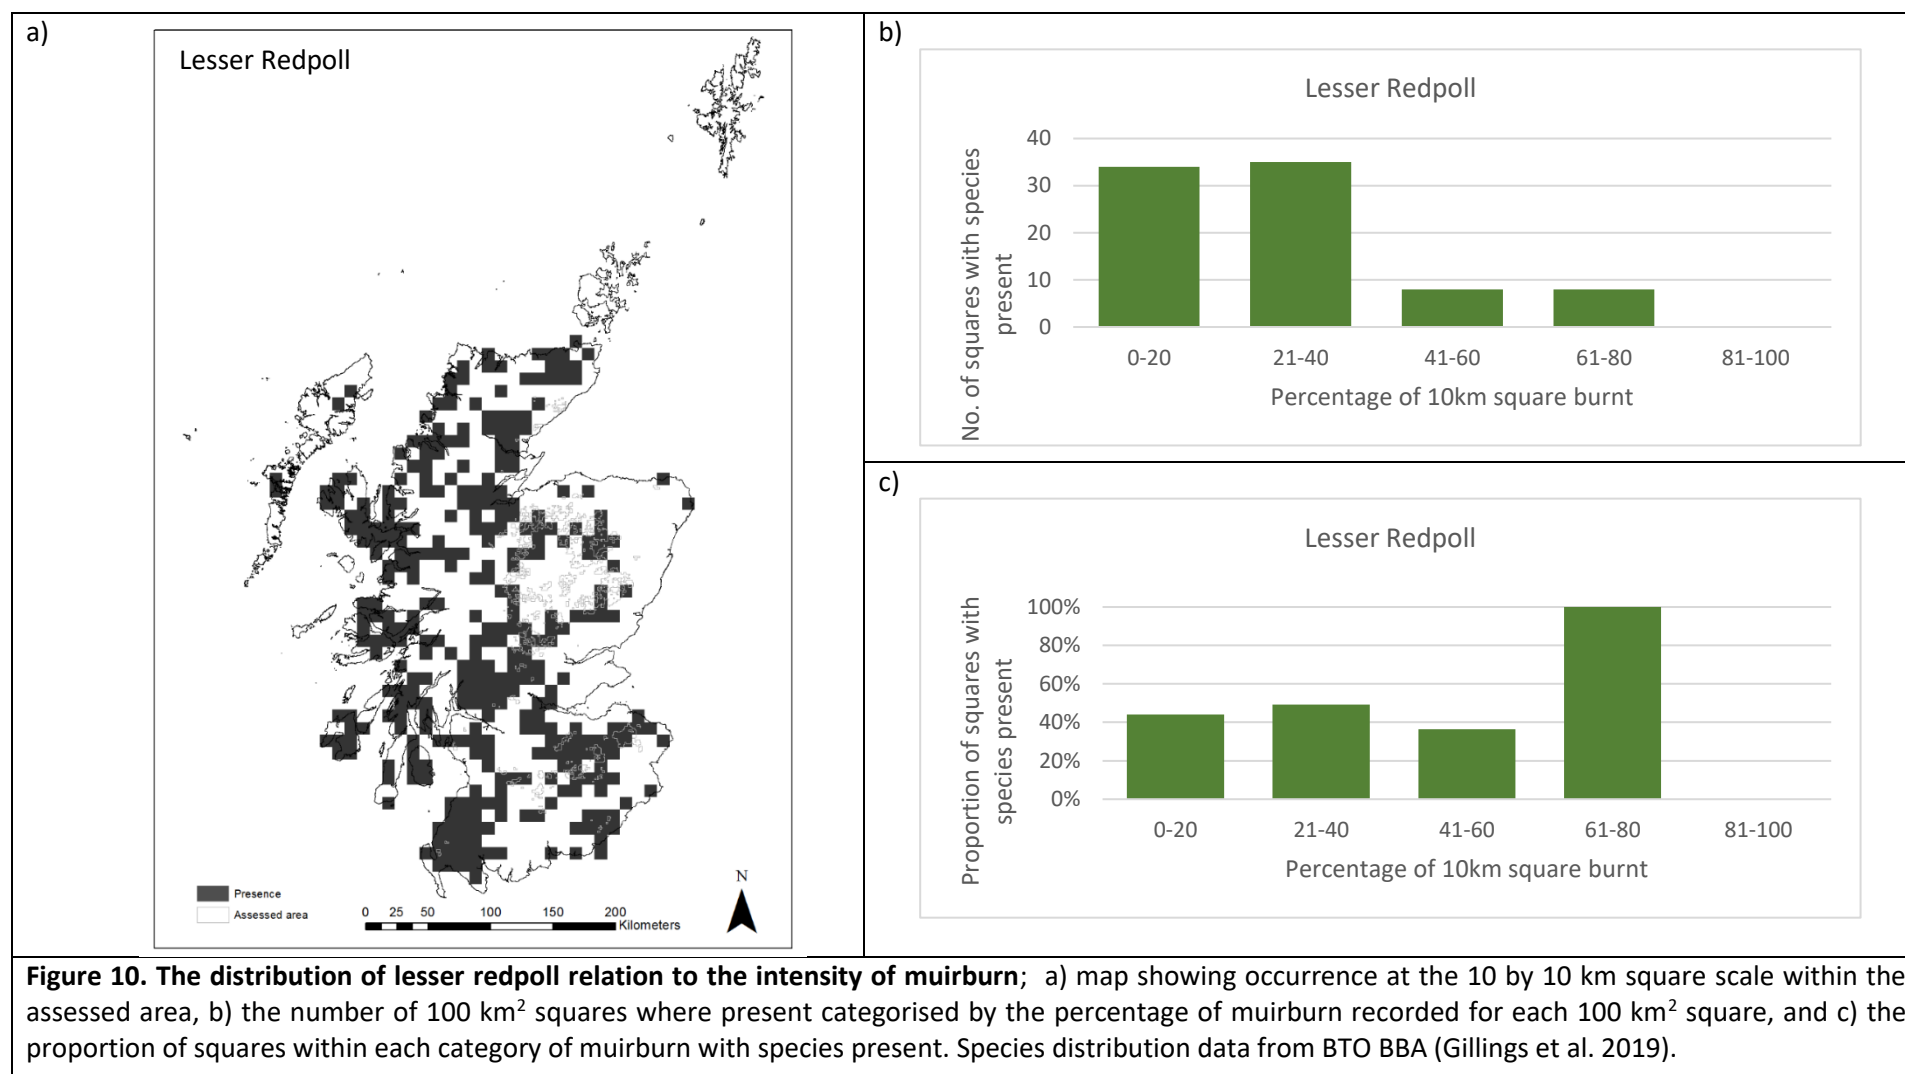 a)
Lesser Redpoll
N
Presence
Assessed area
0 25 50 100 150 200
Kilometers
b)
Lesser Redpoll
No. of squares with species
present
40
30
20
10
0
0-20 21-40 41-60 61-80 81-100
Percentage of 10km square burnt
c)
Lesser Redpoll
Proportion of squares with
species present
100%
80%
60%
40%
20%
0%
0-20 21-40 41-60 61-80 81-100
Percentage of 10km square burnt
Figure 10. The distribution of lesser redpoll relation to the intensity of muirburn; a) map showing occurrence at the 10 by 10 km square scale within the
assessed area, b) the number of 100 km² squares where present categorised by the percentage of muirburn recorded for each 100 km² square, and c) the
proportion of squares within each category of muirburn with species present. Species distribution data from BTO BBA (Gillings et al. 2019).